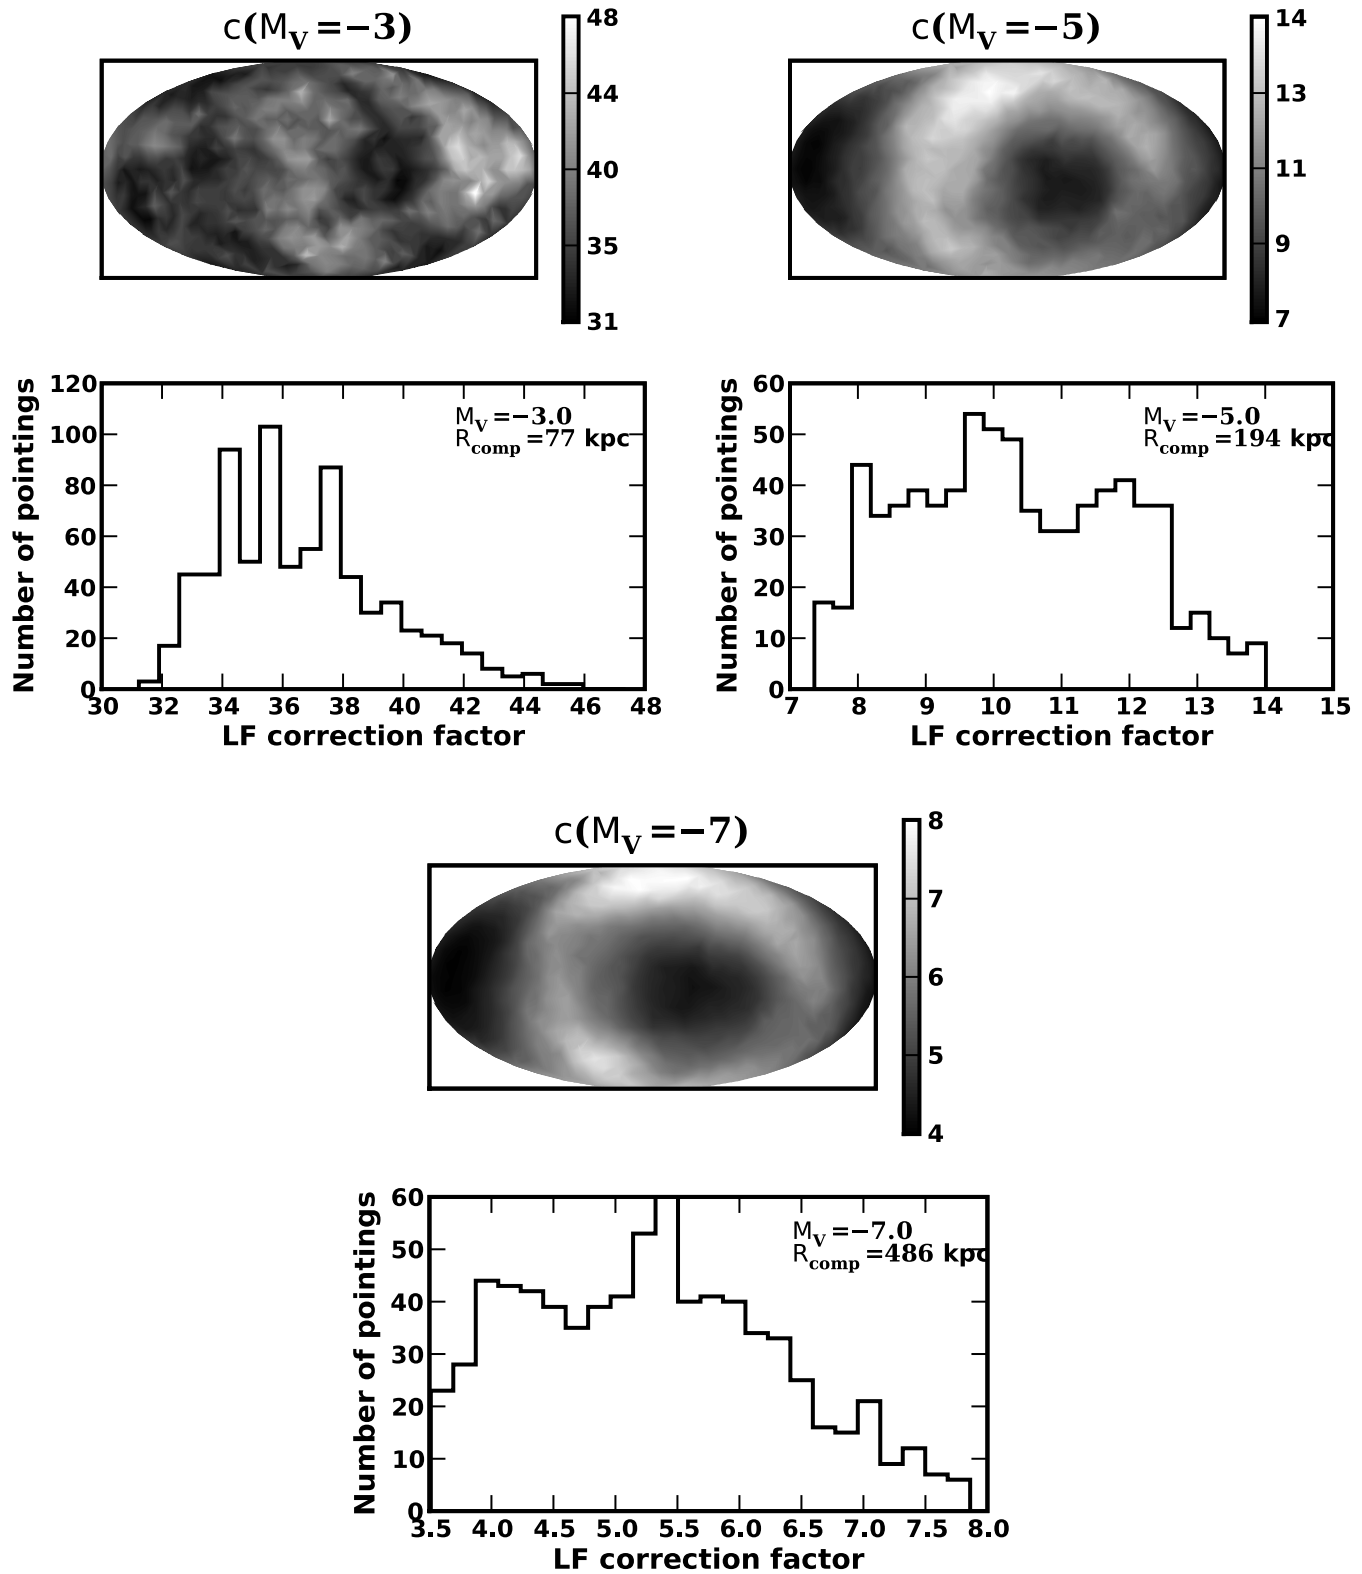 c(M_V=−3)
48
44
40
35
31
c(M_V=−5)
14
13
11
9
7
Number of pointings
120
100
80
60
40
20
0
M_V=−3.0
R_comp=77 kpc
30 32 34 36 38 40 42 44 46 48
LF correction factor
Number of pointings
60
50
40
30
20
10
0
M_V=−5.0
R_comp=194 kpc
7 8 9 10 11 12 13 14 15
LF correction factor
c(M_V=−7)
8
7
6
5
4
Number of pointings
60
50
40
30
20
10
0
M_V=−7.0
R_comp=486 kpc
3.5 4.0 4.5 5.0 5.5 6.0 6.5 7.0 7.5 8.0
LF correction factor